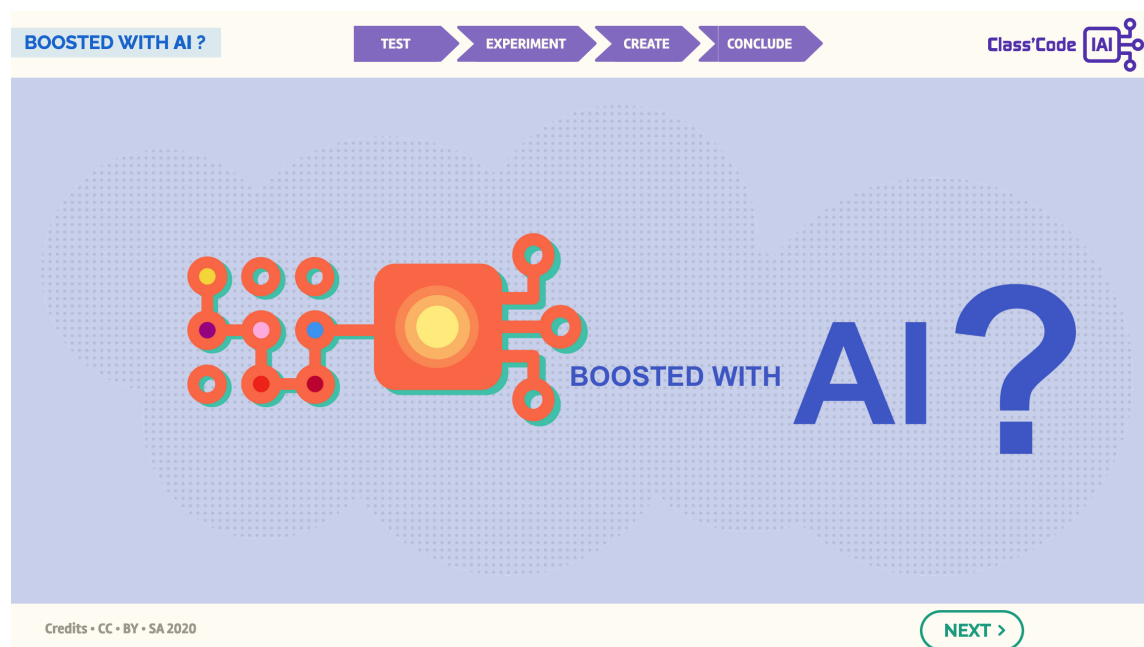 BOOSTED WITH AI ?
TEST
EXPERIMENT
CREATE
CONCLUDE
Class'Code IAI
BOOSTED WITH AI?
Credits • CC • BY • SA 2020
NEXT >